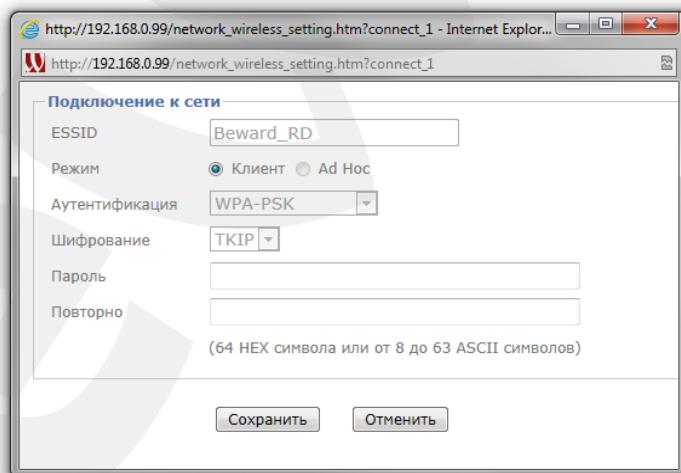 http://192.168.0.99/network_wireless_setting.htm?connect_1 - Internet Explor...
http://192.168.0.99/network_wireless_setting.htm?connect_1
Подключение к сети
ESSID Beward_RD
Режим Клиент Ad Hoc
Аутентификация WPA-PSK
Шифрование TKIP
Пароль
Повторно
(64 HEX символа или от 8 до 63 ASCII символов)
Сохранить Отменить